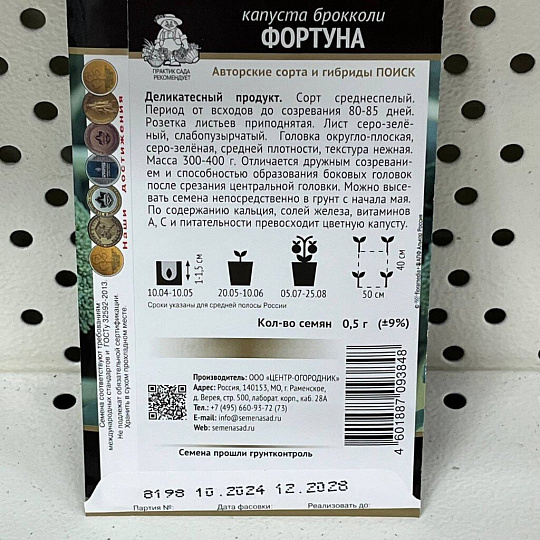 капуста брокколи
ФОРТУНА
ПРАКТИК САДА
РЕКОМЕНДУЕТ
Авторские сорта и гибриды ПОИСК
Деликатесный продукт. Сорт среднеспелый.
Период от всходов до созревания 80-85 дней.
Розетка листьев приподнятая. Лист серо-зелё-
ный, слабопузырчатый. Головка округло-плоская,
серо-зелёная, средней плотности, текстура нежная.
Масса 300-400 г. Отличается дружным созревани-
ем и способностью образования боковых головок
после срезания центральной головки. Можно высе-
вать семена непосредственно в грунт с начала мая.
По содержанию кальция, солей железа, витаминов
А, С и питательности превосходит цветную капусту.
Наши достижения
1-1,5 см
40 см
50 см
10.04-10.05
20.05-10.06
05.07-25.08
Сроки указаны для средней полосы России
Кол-во семян 0,5 г (±9%)
Семена соответствуют требованиям
международных стандартов и ГОСТу 32592-2013.
Не подлежат обязательной сертификации.
Хранить в сухом прохладном месте.
Производитель: ООО «ЦЕНТР-ОГОРОДНИК»
Адрес: Россия, 140153, МО, г. Раменское,
д. Верея, стр. 500, лаборат. корп., каб. 28А
Тел.: +7 (495) 660-93-72 (73)
E-mail: info@semenasad.ru
Web: semenasad.ru
4 601887 093848
Семена прошли грунтконтроль
8198 10.2024 12.2028
Партия №:
Дата фасовки:
Реализовать до: